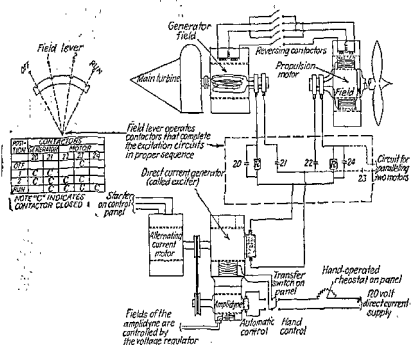 Field lever
OFF
1
2
RUN
Generator
field
Reversing contactors
Propulsion
motor
Main turbine
Field
Field lever operates
contactors that complete
the excitation circuits
in proper sequence
POSI-
TION
CONTACTORS
GENERATOR MOTOR
20 21 22 23 24
OFF
1
2
RUN
NOTE "C" INDICATES
CONTACTOR CLOSED
20
21
22
24
23
Circuit for
paralleling
two motors
Starter
on control
panel
Direct current generator
(called exciter)
Alternating
current
motor
Transfer
switch on
panel
Hand-operated
rheostat on panel
120 volt
direct current
supply
Amplidyne
Automatic
control
Hand
control
Fields of the
amplidyne are
controlled by
the voltage regulator